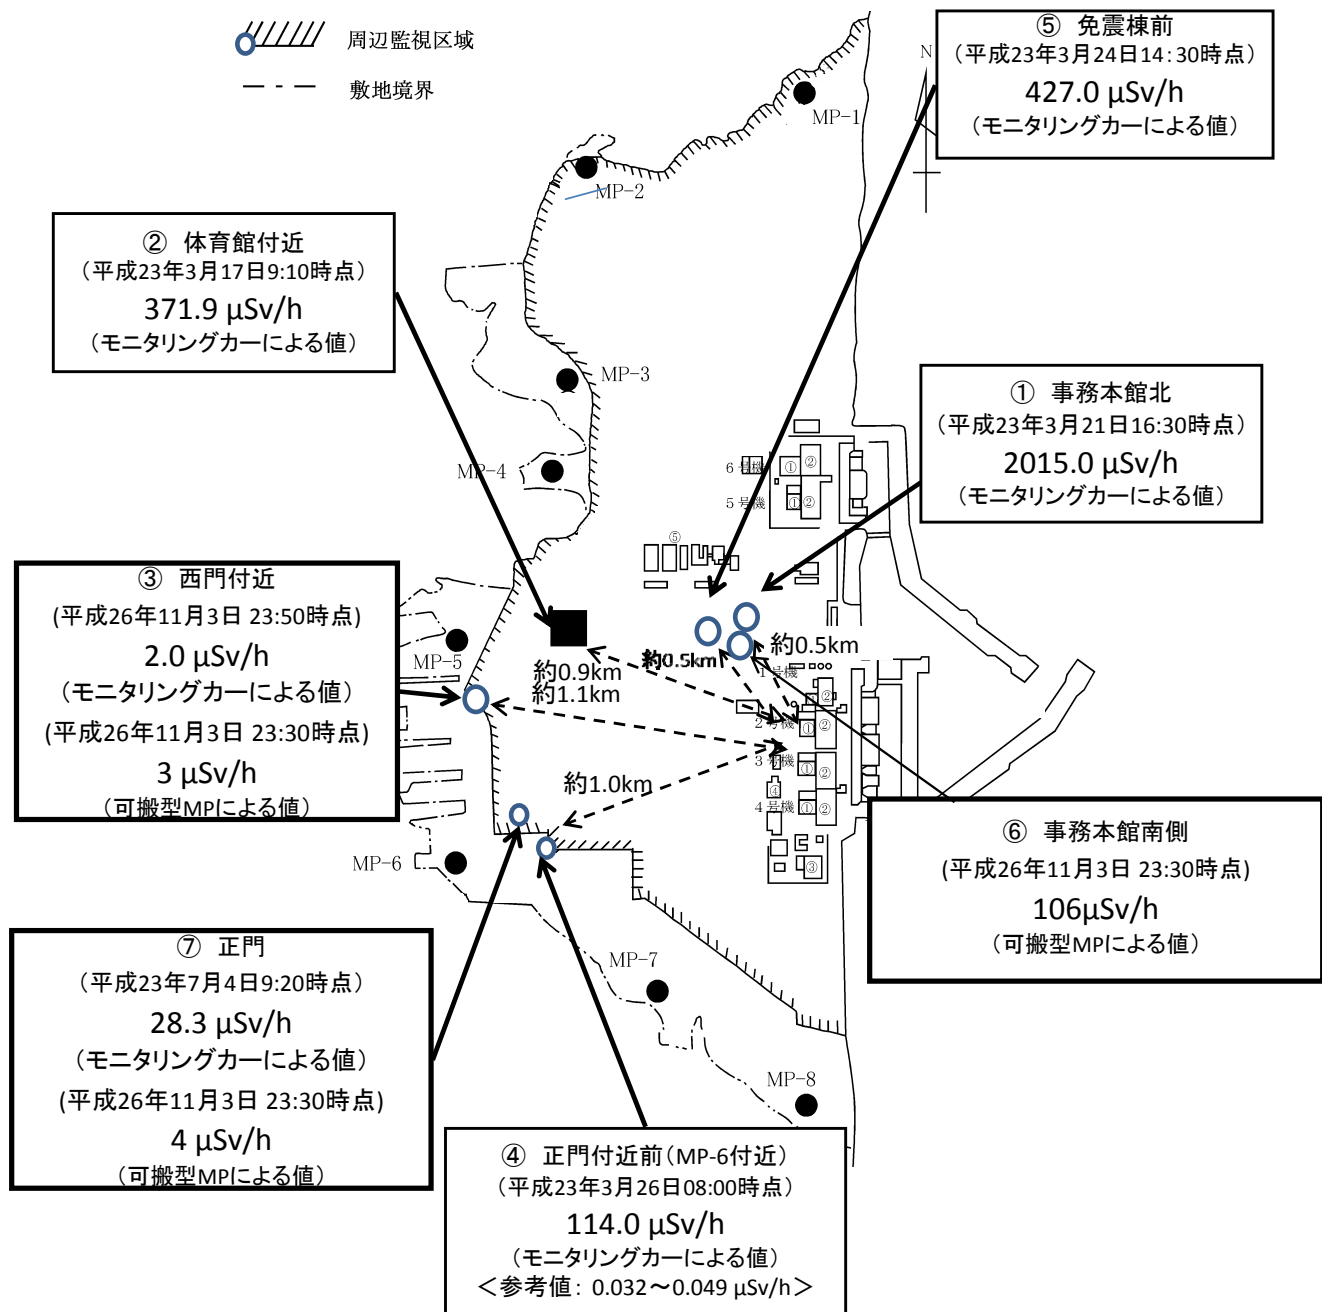 周辺監視区域
敷地境界
⑤ 免震棟前
（平成23年3月24日14:30時点）
427.0 μSv/h
（モニタリングカーによる値）
N
MP-1
MP-2
② 体育館付近
（平成23年3月17日9:10時点）
371.9 μSv/h
（モニタリングカーによる値）
MP-3
① 事務本館北
（平成23年3月21日16:30時点）
2015.0 μSv/h
（モニタリングカーによる値）
MP-4
6号機
① ②
5号機
① ②
⑤
③ 西門付近
(平成26年11月3日 23:50時点)
2.0 μSv/h
（モニタリングカーによる値）
(平成26年11月3日 23:30時点)
3 μSv/h
（可搬型MPによる値）
MP-5
約0.9km
約1.1km
約0.5km
約0.5km
1号機
②
2号機
① ②
3号機
① ②
④
4号機
① ②
③
約1.0km
MP-6
⑥ 事務本館南側
(平成26年11月3日 23:30時点)
106μSv/h
（可搬型MPによる値）
⑦ 正門
（平成23年7月4日9:20時点）
28.3 μSv/h
（モニタリングカーによる値）
(平成26年11月3日 23:30時点)
4 μSv/h
（可搬型MPによる値）
MP-7
MP-8
④ 正門付近前（MP-6付近）
（平成23年3月26日08:00時点）
114.0 μSv/h
（モニタリングカーによる値）
＜参考値： 0.032～0.049 μSv/h＞